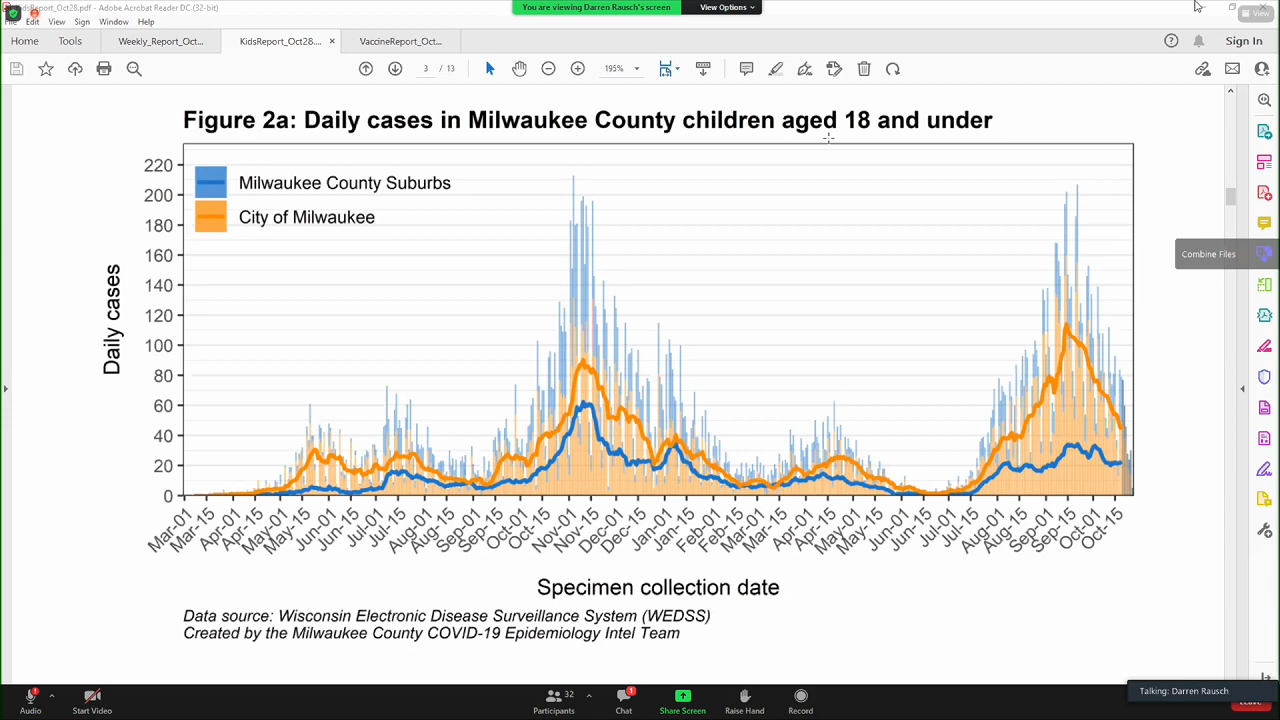 KidsReport_Oct28.pdf - Adobe Acrobat Reader DC (32-bit)
You are viewing Darren Rausch's screen
View Options
View
File Edit View Sign Window Help
Home Tools Weekly_Report_Oct... KidsReport_Oct28.... × VaccineReport_Oct... Sign In
3 / 13 195%
Figure 2a: Daily cases in Milwaukee County children aged 18 and under
Milwaukee County Suburbs
City of Milwaukee
Combine Files
Daily cases
220
200
180
160
140
120
100
80
60
40
20
0
Mar-01 Mar-15 Apr-01 Apr-15 May-01 May-15 Jun-01 Jun-15 Jul-01 Jul-15 Aug-01 Aug-15 Sep-01 Sep-15 Oct-01 Oct-15 Nov-01 Nov-15 Dec-01 Dec-15 Jan-01 Jan-15 Feb-01 Feb-15 Mar-01 Mar-15 Apr-01 Apr-15 May-01 May-15 Jun-01 Jun-15 Jul-01 Jul-15 Aug-01 Aug-15 Sep-01 Sep-15 Oct-01 Oct-15
Specimen collection date
Data source: Wisconsin Electronic Disease Surveillance System (WEDSS)
Created by the Milwaukee County COVID-19 Epidemiology Intel Team
Talking: Darren Rausch
32
1
Audio Start Video Participants Chat Share Screen Raise Hand Record Leave